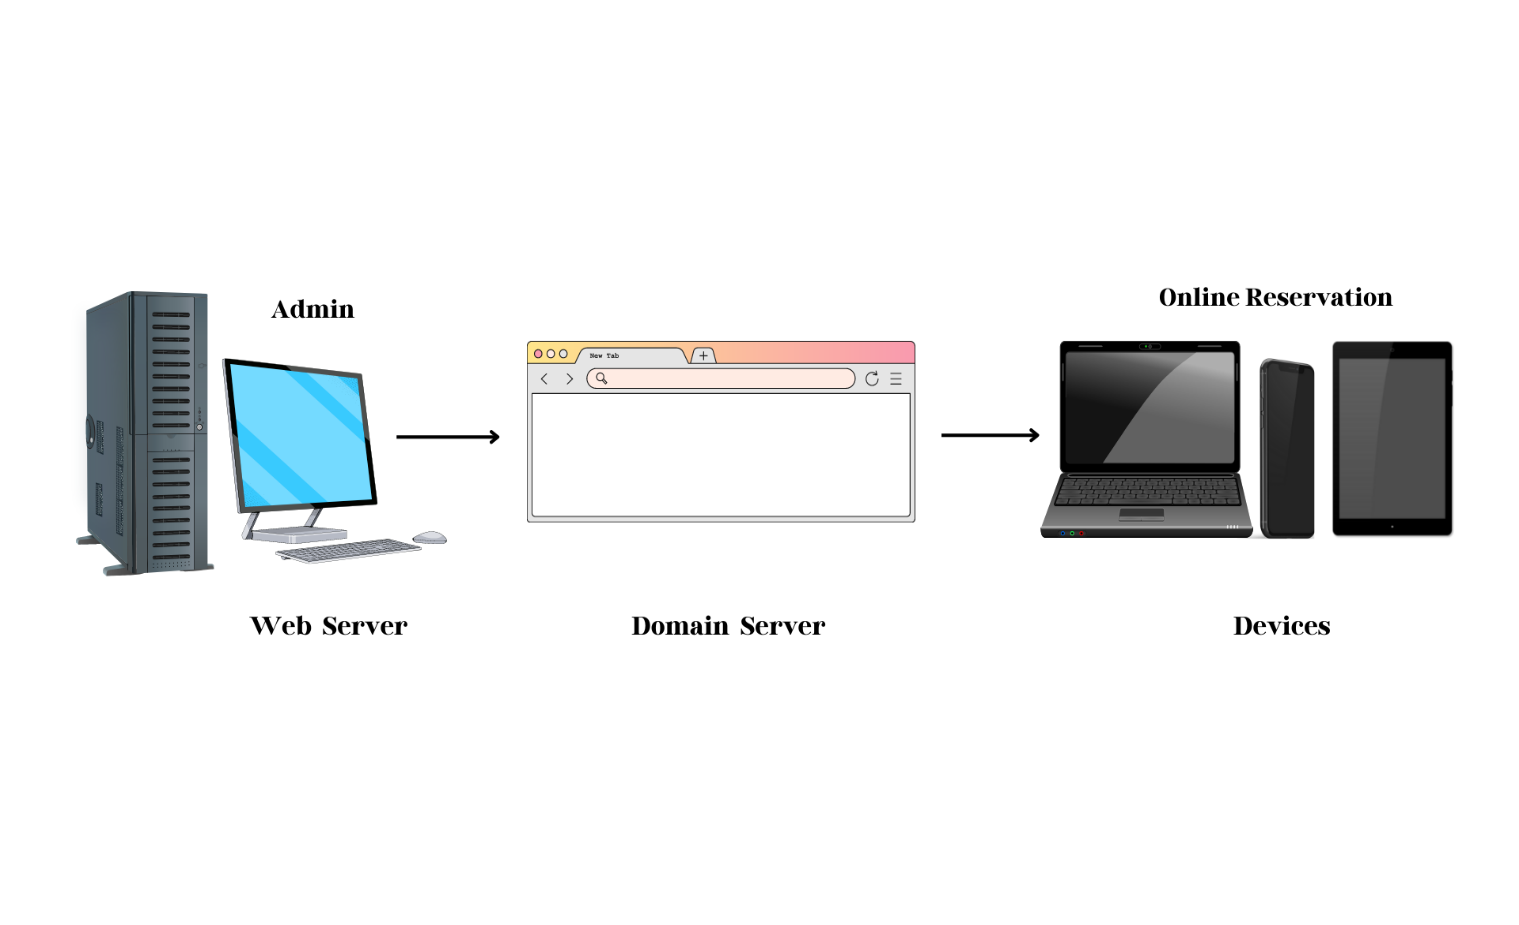 Admin
Online Reservation
New Tab
Web Server
Domain Server
Devices